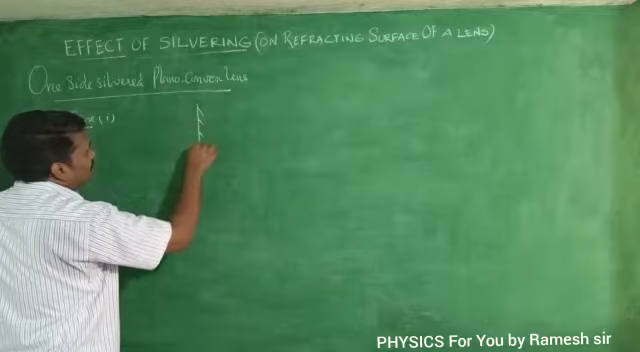 EFFECT OF SILVERING (ON REFRACTING SURFACE OF A LENS)
One side silvered Plano-Convex Lens
(i)
PHYSICS For You by Ramesh sir